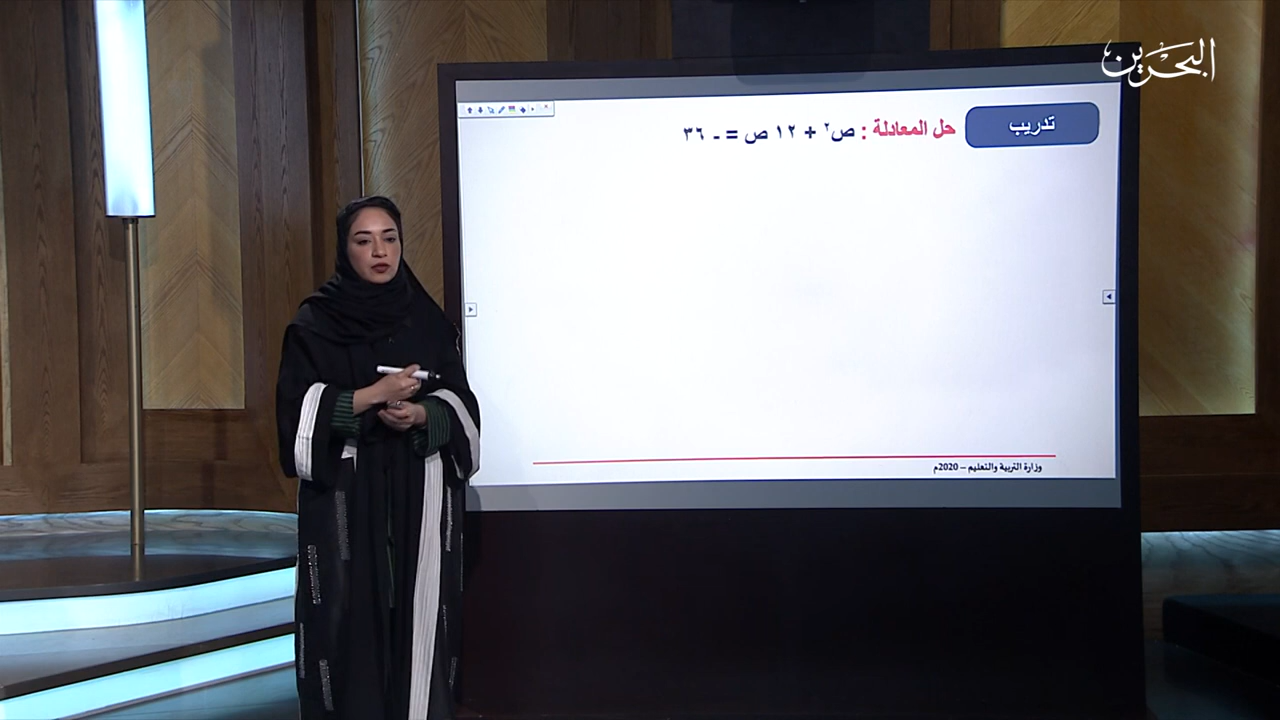 البحرين
تدريب
حل المعادلة : ص٢ + ١٢ ص = - ٣٦
وزارة التربية والتعليم – 2020م